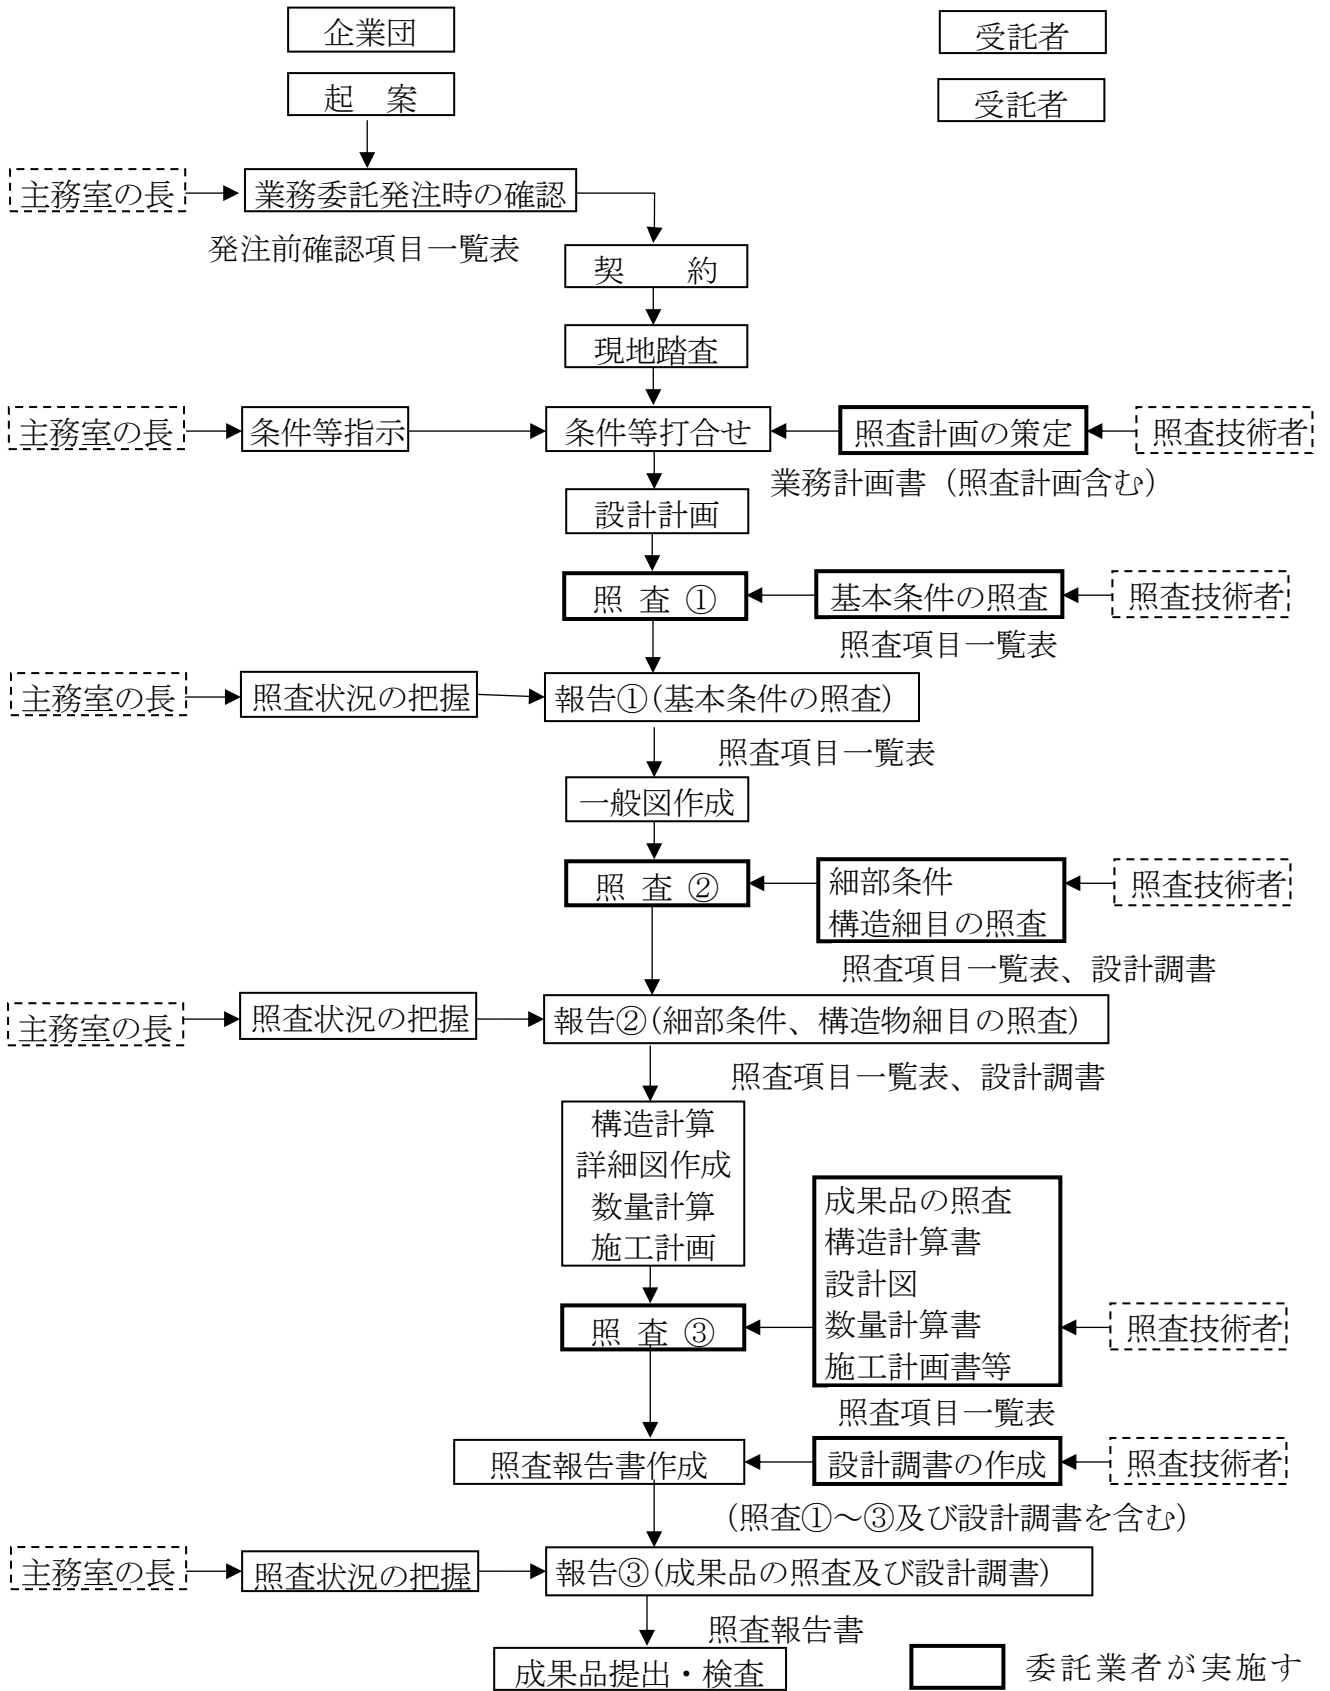 企業団
受託者
起　案
受託者
主務室の長
業務委託発注時の確認
発注前確認項目一覧表
契　　約
現地踏査
主務室の長
条件等指示
条件等打合せ
照査計画の策定
照査技術者
業務計画書（照査計画含む）
設計計画
照 査 ①
基本条件の照査
照査技術者
照査項目一覧表
主務室の長
照査状況の把握
報告①(基本条件の照査)
照査項目一覧表
一般図作成
照 査 ②
細部条件
構造細目の照査
照査技術者
照査項目一覧表、設計調書
主務室の長
照査状況の把握
報告②(細部条件、構造物細目の照査)
照査項目一覧表、設計調書
構造計算
詳細図作成
数量計算
施工計画
成果品の照査
構造計算書
設計図
数量計算書
施工計画書等
照 査 ③
照査技術者
照査項目一覧表
照査報告書作成
設計調書の作成
照査技術者
(照査①～③及び設計調書を含む)
主務室の長
照査状況の把握
報告③(成果品の照査及び設計調書)
照査報告書
成果品提出・検査
委託業者が実施す